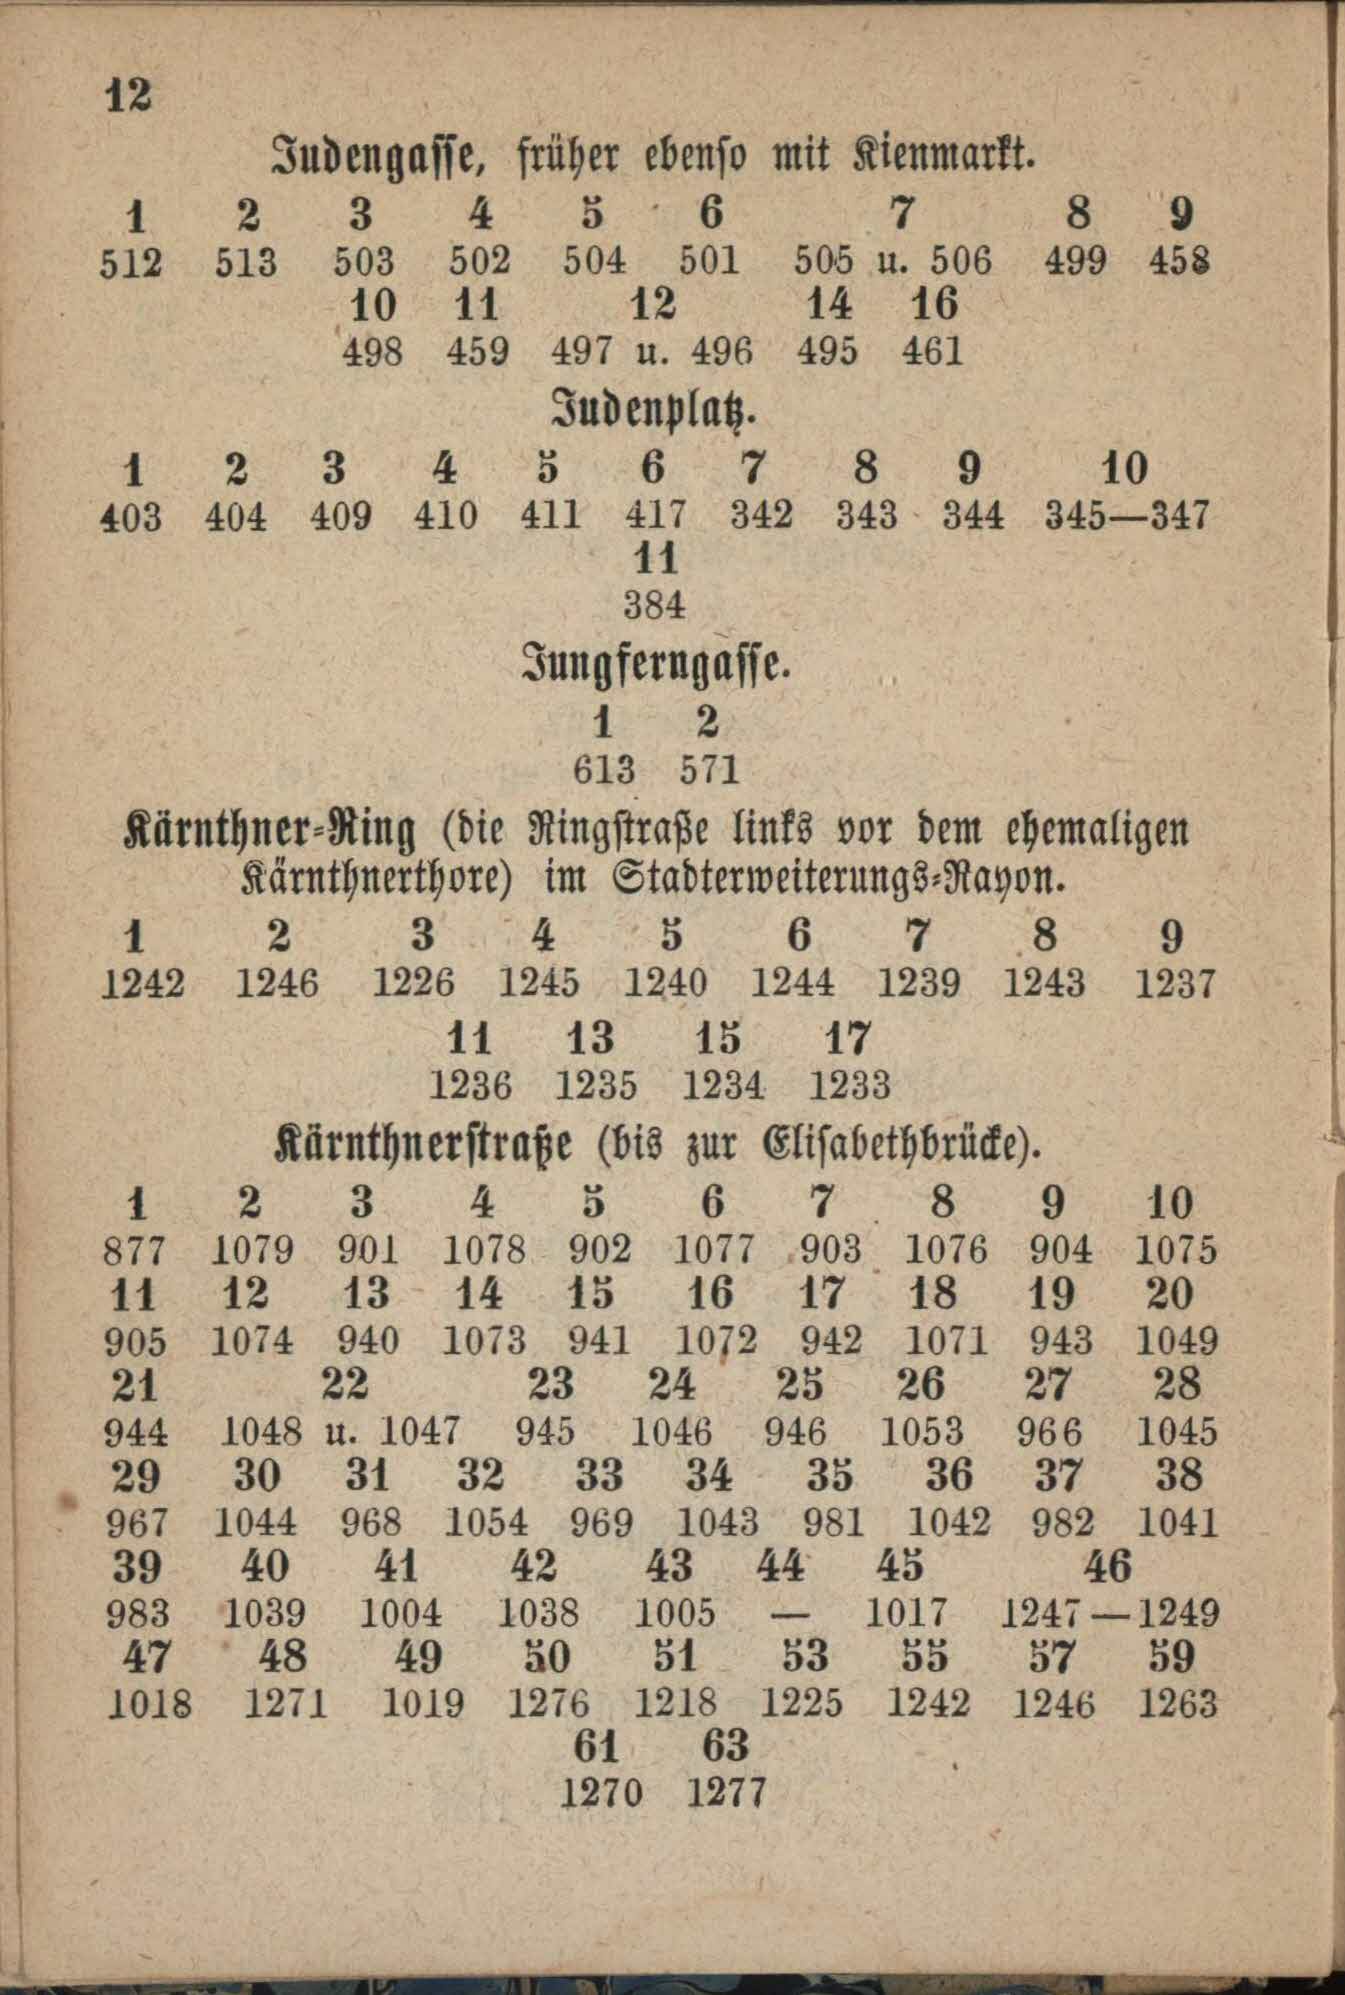 12
Judengasse, früher ebenso mit Kienmarkt.
1 2 3 4 5 6 7 8 9
512 513 503 502 504 501 505 u. 506 499 458
10 11 12 14 16
498 459 497 u. 496 495 461
Judenplatz.
1 2 3 4 5 6 7 8 9 10
403 404 409 410 411 417 342 343 344 345—347
11
384
Jungferngasse.
1 2
613 571
Kärnthner-Ring (die Ringstraße links vor dem ehemaligen
Kärnthnerthore) im Stadterweiterungs-Rayon.
1 2 3 4 5 6 7 8 9
1242 1246 1226 1245 1240 1244 1239 1243 1237
11 13 15 17
1236 1235 1234 1233
Kärnthnerstraße (bis zur Elisabethbrücke).
1 2 3 4 5 6 7 8 9 10
877 1079 901 1078 902 1077 903 1076 904 1075
11 12 13 14 15 16 17 18 19 20
905 1074 940 1073 941 1072 942 1071 943 1049
21 22 23 24 25 26 27 28
944 1048 u. 1047 945 1046 946 1053 966 1045
29 30 31 32 33 34 35 36 37 38
967 1044 968 1054 969 1043 981 1042 982 1041
39 40 41 42 43 44 45 46
983 1039 1004 1038 1005 — 1017 1247—1249
47 48 49 50 51 53 55 57 59
1018 1271 1019 1276 1218 1225 1242 1246 1263
61 63
1270 1277